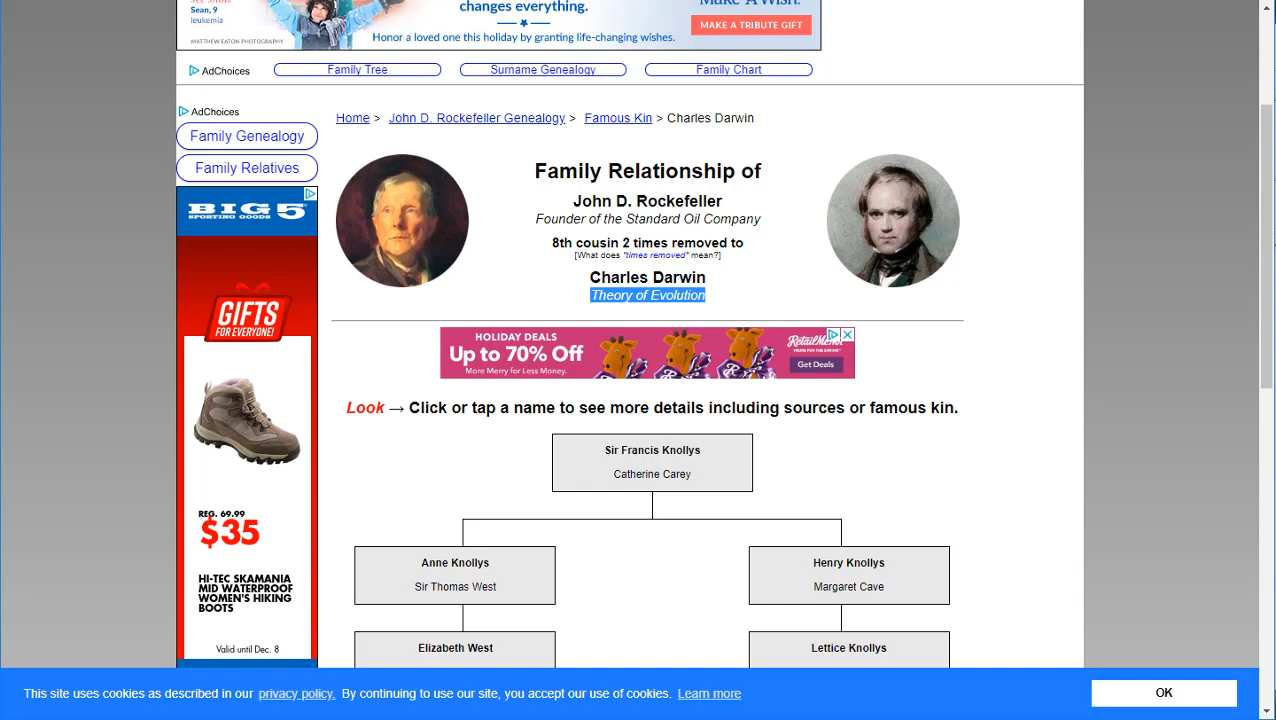 Sean, 9
leukemia
MATTHEW EATON PHOTOGRAPHY
changes everything.
Honor a loved one this holiday by granting life-changing wishes.
MAKE A TRIBUTE GIFT
AdChoices
Family Tree
Surname Genealogy
Family Chart
AdChoices
Family Genealogy
Family Relatives
Home > John D. Rockefeller Genealogy > Famous Kin > Charles Darwin
Family Relationship of
John D. Rockefeller
Founder of the Standard Oil Company
8th cousin 2 times removed to
[What does "times removed" mean?]
Charles Darwin
Theory of Evolution
BIG 5
SPORTING GOODS
GIFTS
FOR EVERYONE!
REG. 69.99
$35
HI-TEC SKAMANIA
MID WATERPROOF
WOMEN'S HIKING
BOOTS
Valid until Dec. 8
HOLIDAY DEALS
Up to 70% Off
More Merry for Less Money.
RetailMeNot
Get Deals
Look → Click or tap a name to see more details including sources or famous kin.
Sir Francis Knollys
Catherine Carey
Anne Knollys
Sir Thomas West
Henry Knollys
Margaret Cave
Elizabeth West
Lettice Knollys
This site uses cookies as described in our privacy policy. By continuing to use our site, you accept our use of cookies. Learn more
OK